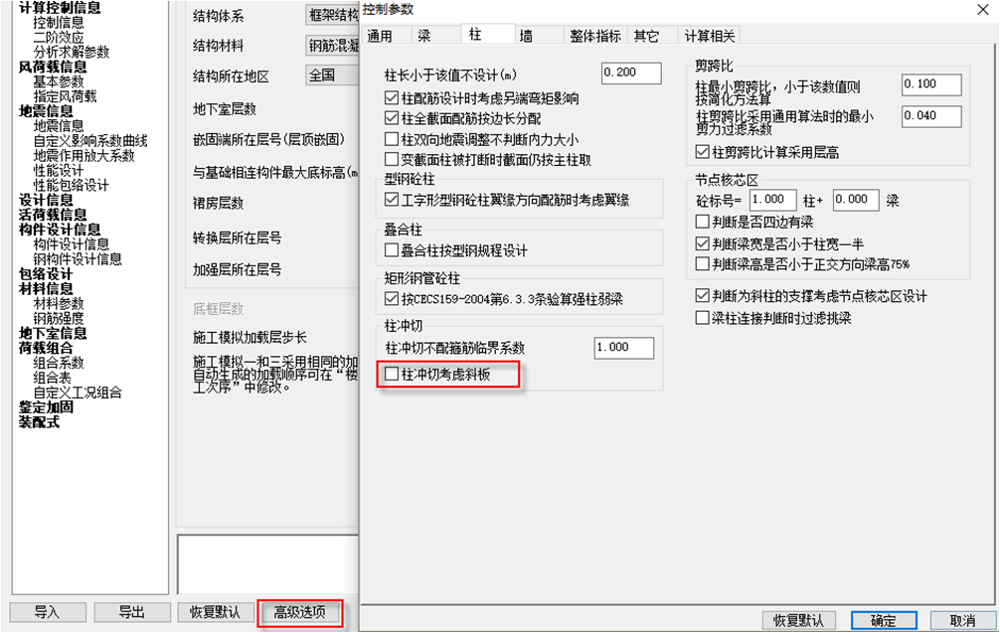 计算控制信息
控制信息
二阶效应
分析求解参数
风荷载信息
基本参数
指定风荷载
地震信息
地震信息
自定义影响系数曲线
地震作用放大系数
性能设计
性能包络设计
设计信息
活荷载信息
构件设计信息
构件设计信息
钢构件设计信息
包络设计
材料信息
材料参数
钢筋强度
地下室信息
荷载组合
组合系数
组合表
自定义工况组合
鉴定加固
装配式
导入
导出
结构体系
框架结构
结构材料
钢筋混凝
结构所在地区
全国
地下室层数
嵌固端所在层号(层顶嵌固)
与基础相连构件最大底标高(m
裙房层数
转换层所在层号
加强层所在层号
底框层数
施工模拟加载层步长
施工模拟一和三采用相同的加
自动生成的加载顺序可在“楼
工次序”中修改。
恢复默认
高级选项
控制参数
通用
梁
柱
墙
整体指标
其它
计算相关
柱长小于该值不设计(m)
0.200
柱配筋设计时考虑另端弯矩影响
柱全截面配筋按边长分配
柱双向地震调整不判断内力大小
变截面柱被打断时截面仍按主柱取
型钢砼柱
工字形型钢砼柱翼缘方向配筋时考虑翼缘
叠合柱
叠合柱按型钢规程设计
矩形钢管砼柱
按CECS159-2004第6.3.3条验算强柱弱梁
柱冲切
柱冲切不配箍筋临界系数
1.000
柱冲切考虑斜板
剪跨比
柱最小剪跨比，小于该数值则
按简化方法算
0.100
柱剪跨比采用通用算法时的最小
剪力过滤系数
0.040
柱剪跨比计算采用层高
节点核芯区
砼标号= 1.000 柱+ 0.000 梁
判断是否四边有梁
判断梁宽是否小于柱宽一半
判断梁高是否小于正交方向梁高75%
判断为斜柱的支撑考虑节点核芯区设计
梁柱连接判断时过滤挑梁
恢复默认
确定
取消